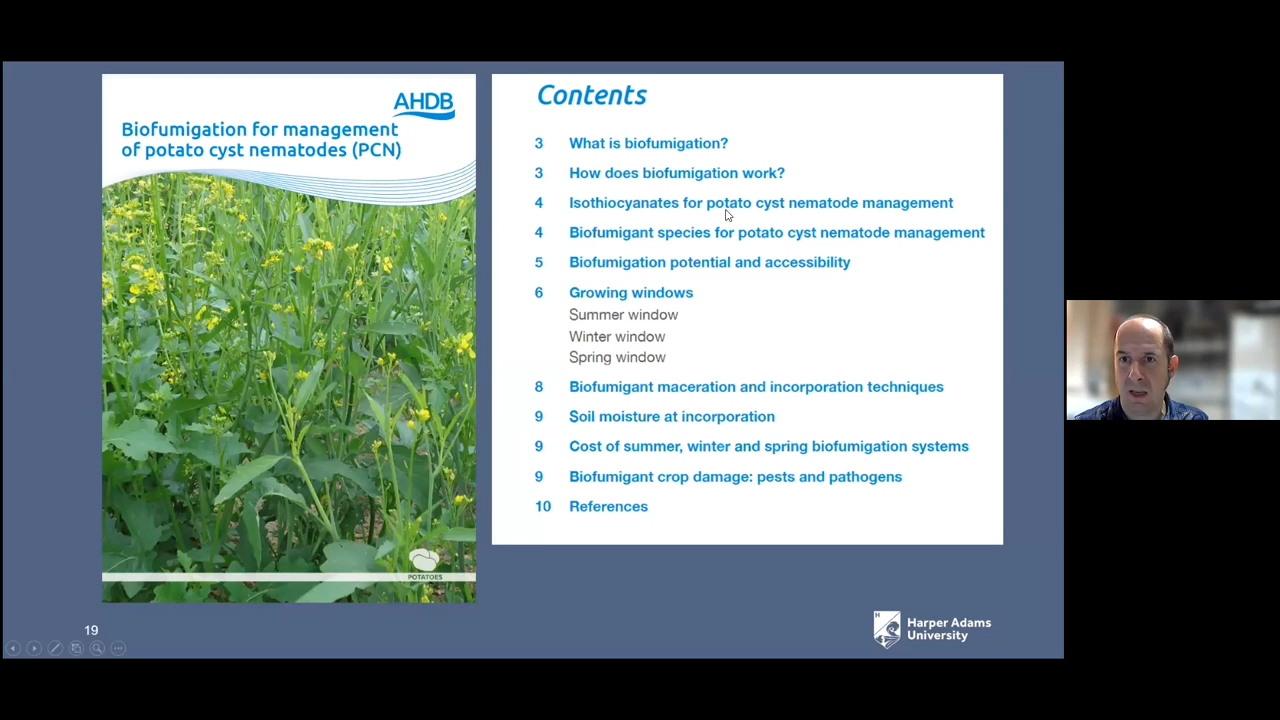 AHDB
Biofumigation for management
of potato cyst nematodes (PCN)
POTATOES
Contents
3 What is biofumigation?
3 How does biofumigation work?
4 Isothiocyanates for potato cyst nematode management
4 Biofumigant species for potato cyst nematode management
5 Biofumigation potential and accessibility
6 Growing windows
Summer window
Winter window
Spring window
8 Biofumigant maceration and incorporation techniques
9 Soil moisture at incorporation
9 Cost of summer, winter and spring biofumigation systems
9 Biofumigant crop damage: pests and pathogens
10 References
19
H
Harper Adams
University